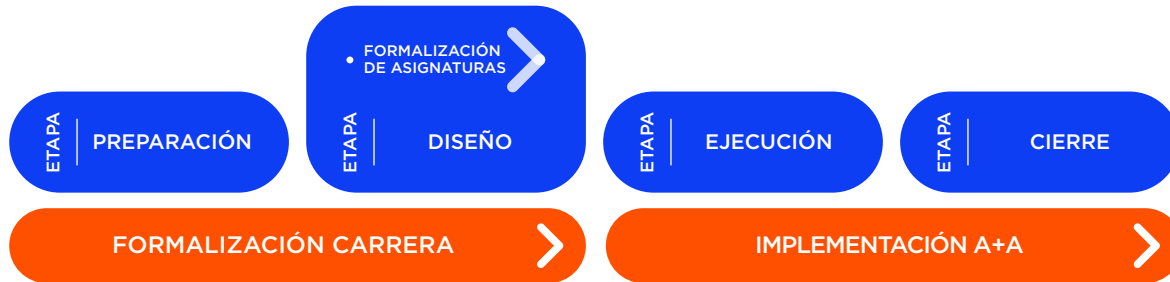 • FORMALIZACIÓN
DE ASIGNATURAS
ETAPA
PREPARACIÓN
ETAPA
DISEÑO
ETAPA
EJECUCIÓN
ETAPA
CIERRE
FORMALIZACIÓN CARRERA
IMPLEMENTACIÓN A+A